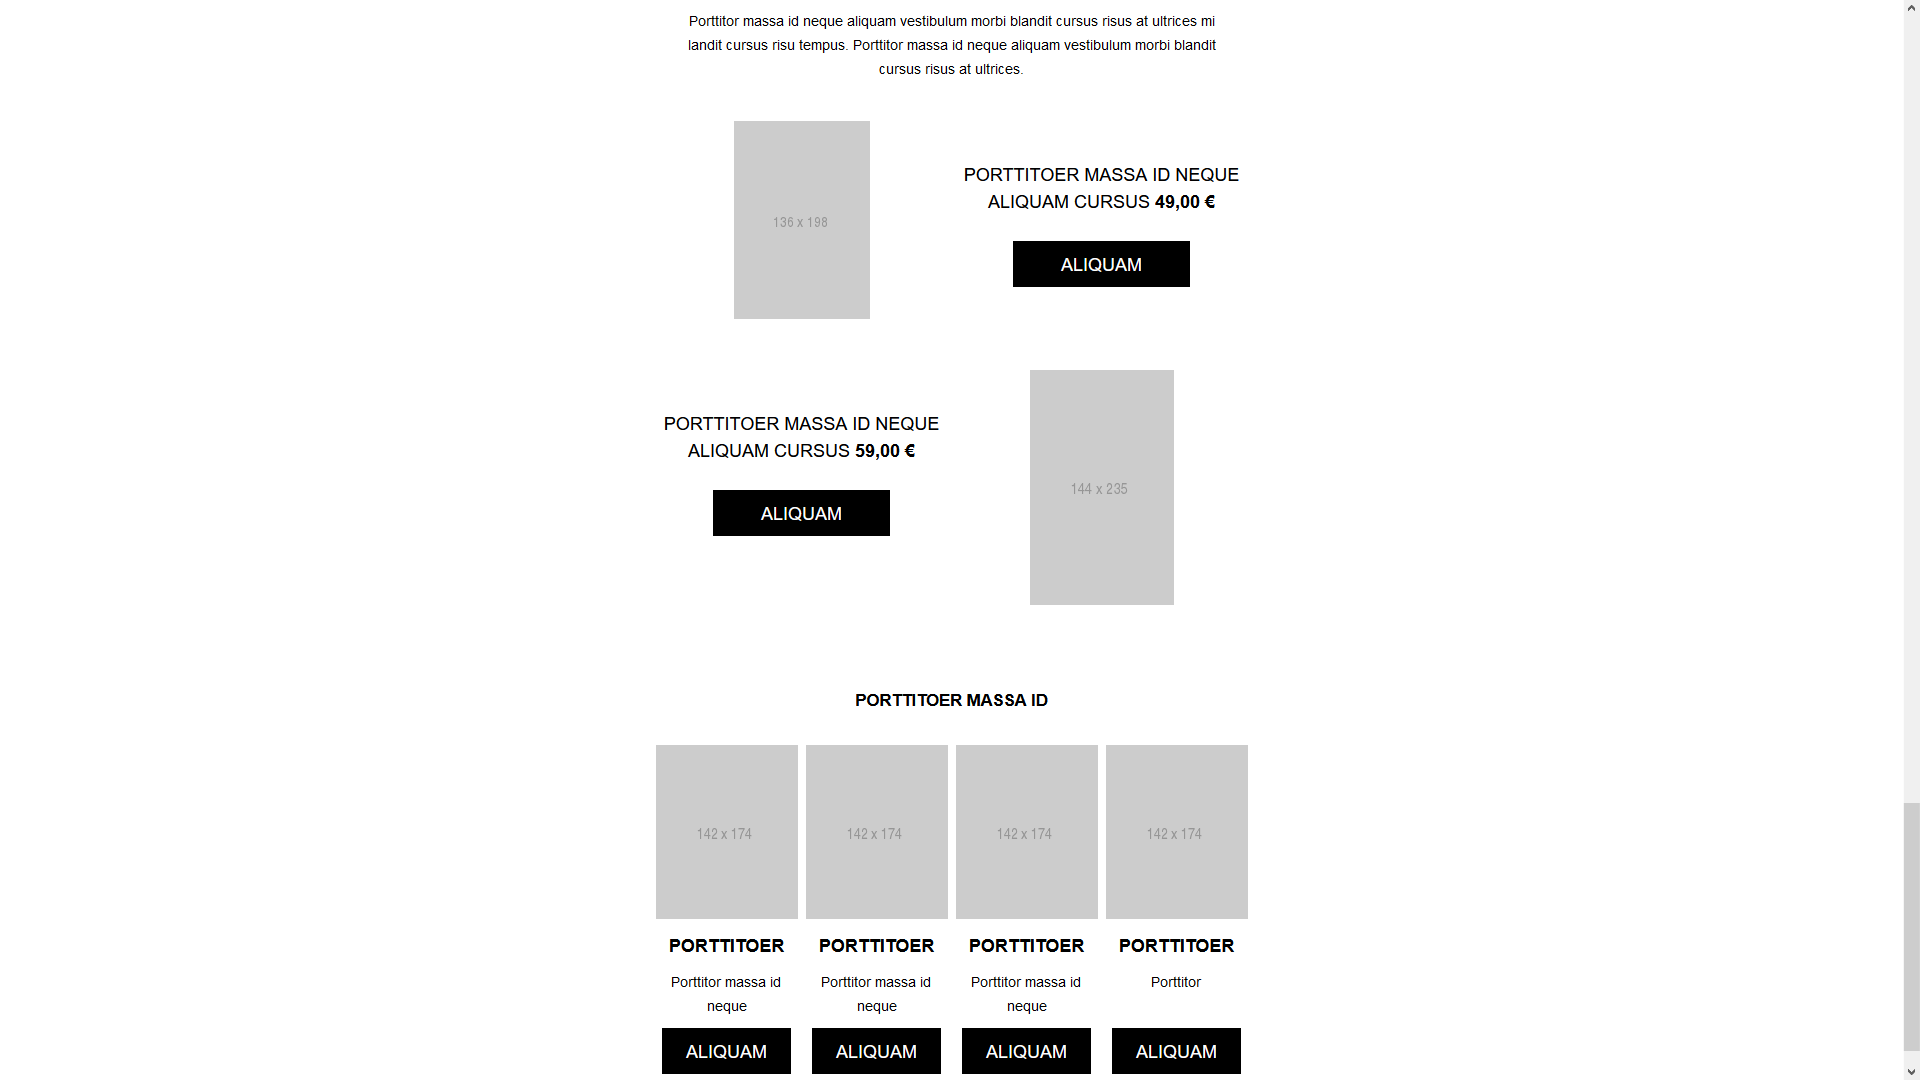 Porttitor massa id neque aliquam vestibulum morbi blandit cursus risus at ultrices mi
landit cursus risu tempus. Porttitor massa id neque aliquam vestibulum morbi blandit
cursus risus at ultrices.
136 x 198
PORTTITOER MASSA ID NEQUE
ALIQUAM CURSUS 49,00 €
ALIQUAM
PORTTITOER MASSA ID NEQUE
ALIQUAM CURSUS 59,00 €
ALIQUAM
144 x 235
PORTTITOER MASSA ID
142 x 174
PORTTITOER
Porttitor massa id
neque
ALIQUAM
142 x 174
PORTTITOER
Porttitor massa id
neque
ALIQUAM
142 x 174
PORTTITOER
Porttitor massa id
neque
ALIQUAM
142 x 174
PORTTITOER
Porttitor
ALIQUAM